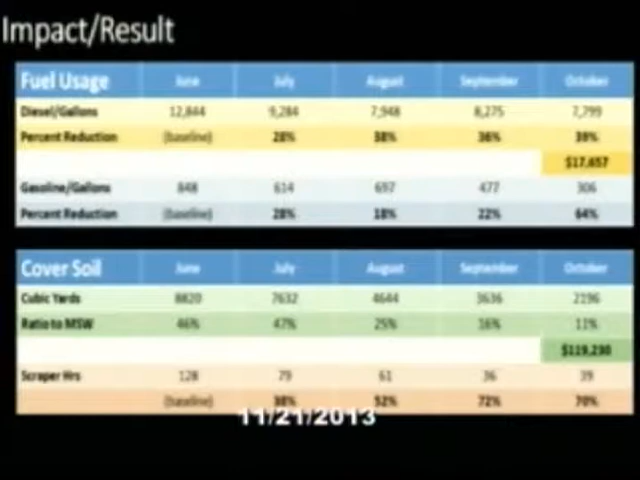 Impact/Result
Fuel Usage June July August September October
Diesel/Gallons 12,844 9,284 7,948 8,275 7,799
Percent Reduction (baseline) 28% 38% 36% 39%
$17,657
Gasoline/Gallons 848 614 697 477 306
Percent Reduction (baseline) 28% 18% 22% 64%
Cover Soil June July August September October
Cubic Yards 8820 7632 4644 3636 2196
Ratio to MSW 46% 47% 25% 16% 11%
$119,230
Scraper Hrs 128 79 61 36 39
(baseline) 38% 52% 72% 70%
11/21/2013